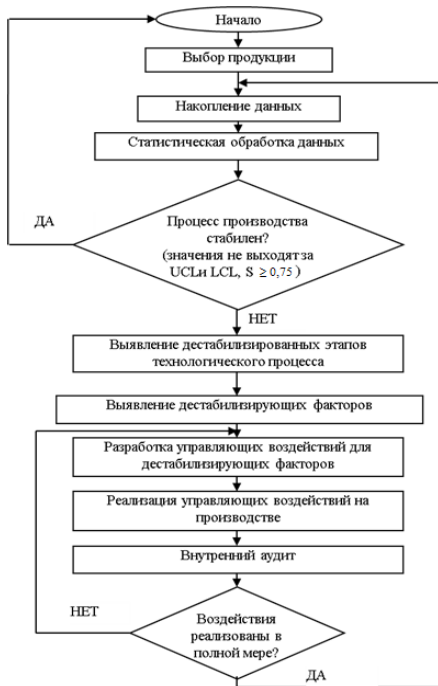 Начало
Выбор продукции
Накопление данных
Статистическая обработка данных
Процесс производства
стабилен?
(значения не выходят за
UCLи LCL, S ≥ 0,75 )
ДА
НЕТ
Выявление дестабилизированных этапов
технологического процесса
Выявление дестабилизирующих факторов
Разработка управляющих воздействий для
дестабилизирующих факторов
Реализация управляющих воздействий на
производстве
Внутренний аудит
НЕТ
Воздействия
реализованы в
полной мере?
ДА